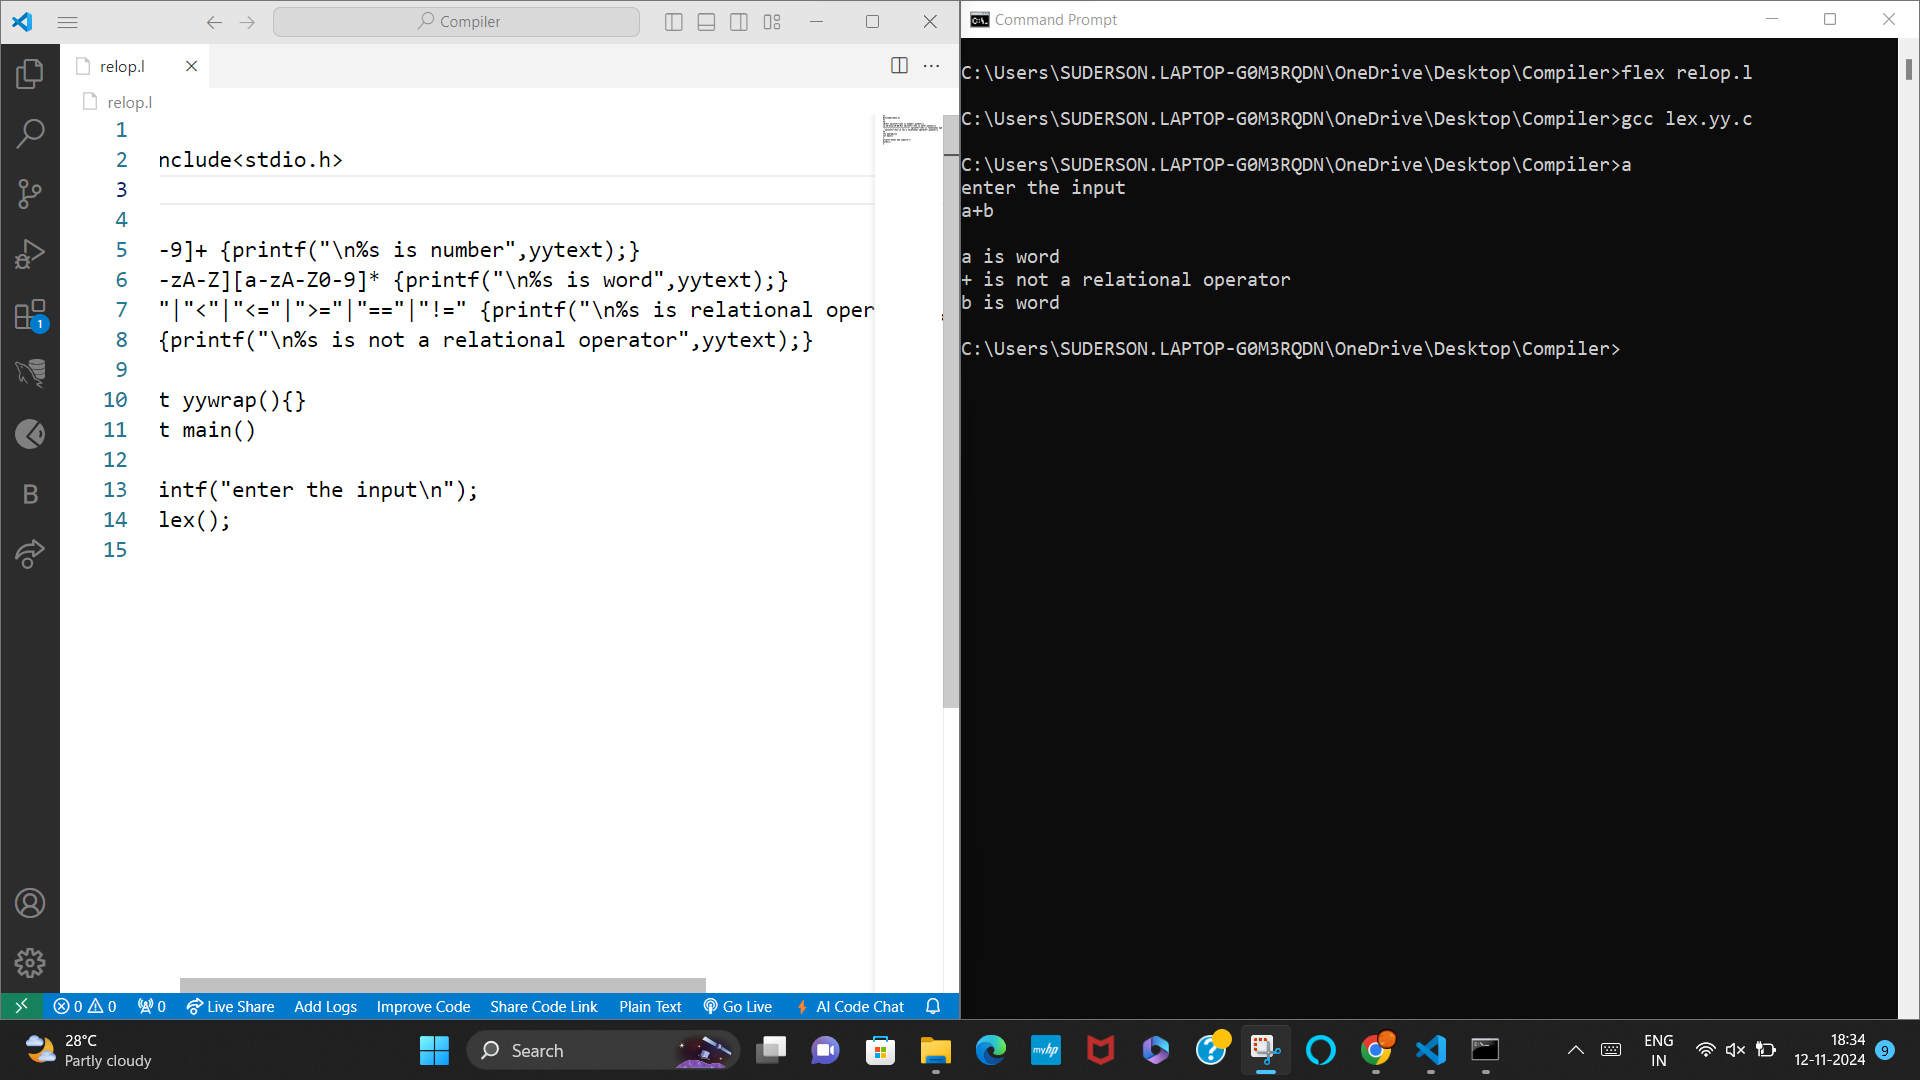 Compiler
relop.l
relop.l
1
2 nclude<stdio.h>
3
4
5 -9]+ {printf("\n%s is number",yytext);}
6 -zA-Z][a-zA-Z0-9]* {printf("\n%s is word",yytext);}
7 "|"<"|"<="|">="|"=="|"!=" {printf("\n%s is relational oper
8 {printf("\n%s is not a relational operator",yytext);}
9
10 t yywrap(){}
11 t main()
12
13 intf("enter the input\n");
14 lex();
15
1
B
0 0 0 Live Share Add Logs Improve Code Share Code Link Plain Text Go Live AI Code Chat
Command Prompt
C:\Users\SUDERSON.LAPTOP-G0M3RQDN\OneDrive\Desktop\Compiler>flex relop.l
C:\Users\SUDERSON.LAPTOP-G0M3RQDN\OneDrive\Desktop\Compiler>gcc lex.yy.c
C:\Users\SUDERSON.LAPTOP-G0M3RQDN\OneDrive\Desktop\Compiler>a
enter the input
a+b
a is word
+ is not a relational operator
b is word
C:\Users\SUDERSON.LAPTOP-G0M3RQDN\OneDrive\Desktop\Compiler>
28°C
Partly cloudy
Search
myhp
ENG
IN
18:34
12-11-2024
9